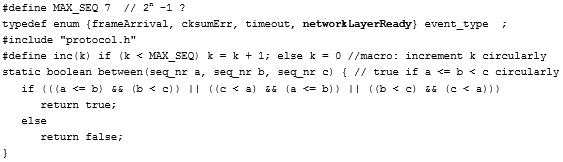 #define MAX_SEQ 7  // 2ⁿ -1 ?
typedef enum {frameArrival, cksumErr, timeout, networkLayerReady} event_type  ;
#include "protocol.h"
#define inc(k) if (k < MAX_SEQ) k = k + 1; else k = 0 //macro: increment k circularly
static boolean between(seq_nr a, seq_nr b, seq_nr c) { // true if a <= b < c circularly
   if (((a <= b) && (b < c)) || ((c < a) && (a <= b)) || ((b < c) && (c < a)))
      return true;
   else
      return false;
}